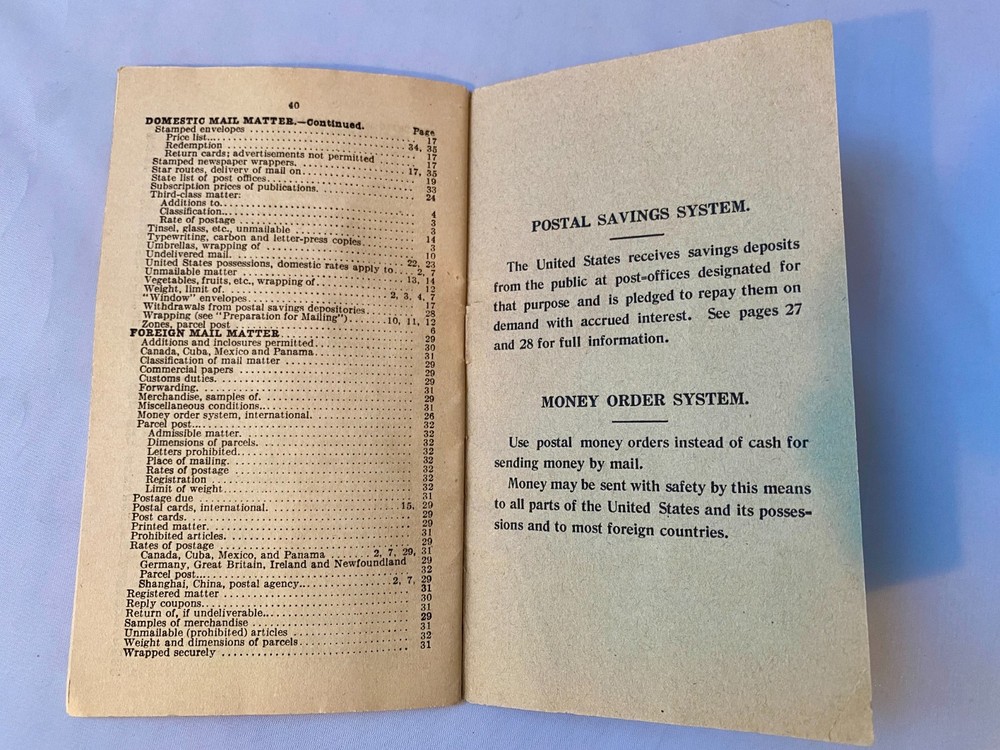 40
DOMESTIC MAIL MATTER.—Continued.
Page
Stamped envelopes 17
Price list 17
Redemption 34, 35
Return cards; advertisements not permitted 17
Stamped newspaper wrappers. 17, 35
Star routes, delivery of mail on 19
State list of post offices. 33
Subscription prices of publications. 24
Third-class matter:
Additions to. 4
Classification 3
Rate of postage 3
Tinsel, glass, etc., unmailable 14
Typewriting, carbon and letter-press copies 3
Umbrellas, wrapping of 10
Undelivered mail. 22, 23
United States possessions, domestic rates apply to 2, 7
Unmailable matter 13, 14
Vegetables, fruits, etc., wrapping of 12
Weight, limit of. 2, 3, 4, 7
"Window" envelopes 17
Withdrawals from postal savings depositories 28
Wrapping (see "Preparation for Mailing") 10, 11, 12
Zones, parcel post 6
FOREIGN MAIL MATTER 29
Additions and inclosures permitted 30
Canada, Cuba, Mexico and Panama 31
Classification of mail matter 29
Commercial papers 29
Customs duties. 29
Forwarding. 31
Merchandise, samples of. 29
Miscellaneous conditions 31
Money order system, international. 26
Parcel post 32
Admissible matter. 32
Dimensions of parcels. 32
Letters prohibited 32
Place of mailing. 32
Rates of postage 32
Registration 32
Limit of weight 32
Postage due 31
Postal cards, international. 15, 29
Post cards. 29
Printed matter. 29
Prohibited articles. 31
Rates of postage 29
Canada, Cuba, Mexico, and Panama 2, 7, 29, 31
Germany, Great Britain, Ireland and Newfoundland 29
Parcel post 32
Shanghai, China, postal agency 2, 7, 29
Registered matter 31
Reply coupons 30
Return of, if undeliverable 31
Samples of merchandise 29
Unmailable (prohibited) articles 31
Weight and dimensions of parcels 32
Wrapped securely 31
POSTAL SAVINGS SYSTEM.
The United States receives savings deposits
from the public at post-offices designated for
that purpose and is pledged to repay them on
demand with accrued interest. See pages 27
and 28 for full information.
MONEY ORDER SYSTEM.
Use postal money orders instead of cash for
sending money by mail.
Money may be sent with safety by this means
to all parts of the United States and its posses-
sions and to most foreign countries.